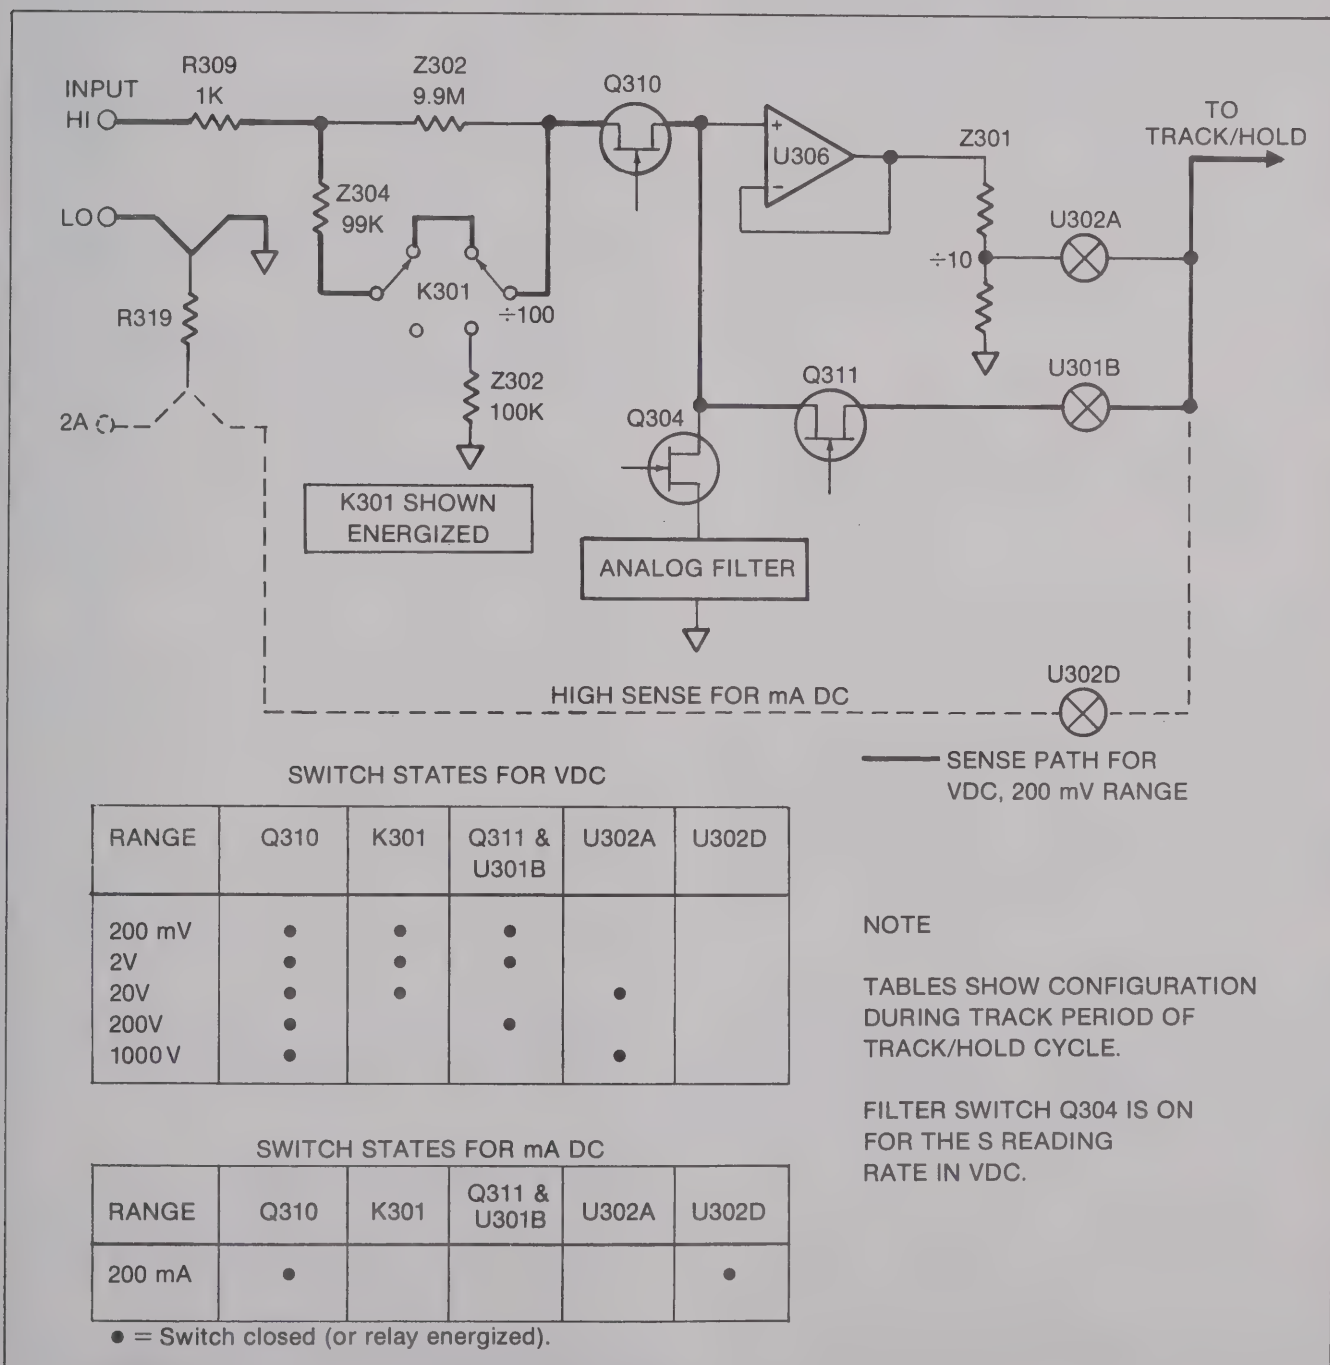 INPUT
HI
R309
1K
Z302
9.9M
Q310
TO
TRACK/HOLD
+
U306
−
Z301
Z304
99K
LO
K301
÷100
÷10
U302A
R319
Z302
100K
Q311
U301B
2A
Q304
K301 SHOWN
ENERGIZED
ANALOG FILTER
U302D
HIGH SENSE FOR mA DC
SENSE PATH FOR
VDC, 200 mV RANGE
SWITCH STATES FOR VDC
RANGE Q310 K301 Q311 & U301B U302A U302D
200 mV ● ● ●
2V ● ● ●
20V ● ● ●
200V ● ●
1000 V ● ●
NOTE
TABLES SHOW CONFIGURATION
DURING TRACK PERIOD OF
TRACK/HOLD CYCLE.
FILTER SWITCH Q304 IS ON
FOR THE S READING
RATE IN VDC.
SWITCH STATES FOR mA DC
RANGE Q310 K301 Q311 & U301B U302A U302D
200 mA ● ●
● = Switch closed (or relay energized).